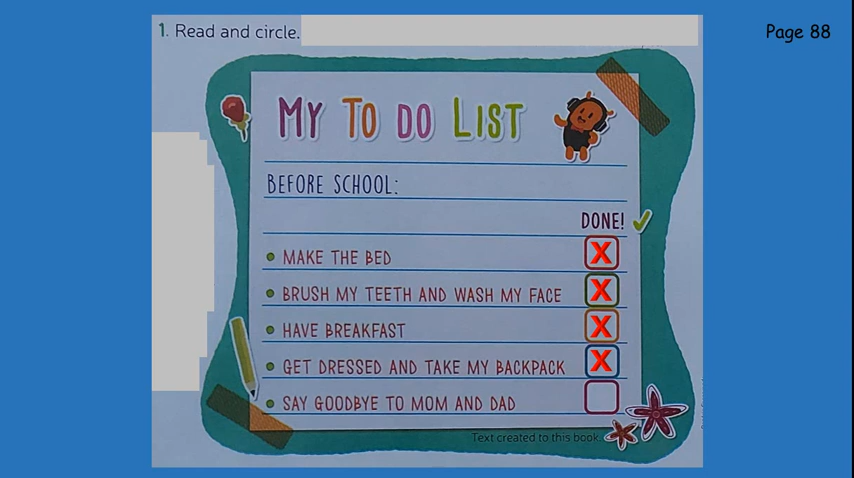 Page 88
1. Read and circle.
MY TO DO LIST
BEFORE SCHOOL:
DONE!
MAKE THE BED X
BRUSH MY TEETH AND WASH MY FACE X
HAVE BREAKFAST X
GET DRESSED AND TAKE MY BACKPACK X
SAY GOODBYE TO MOM AND DAD
Text created to this book.